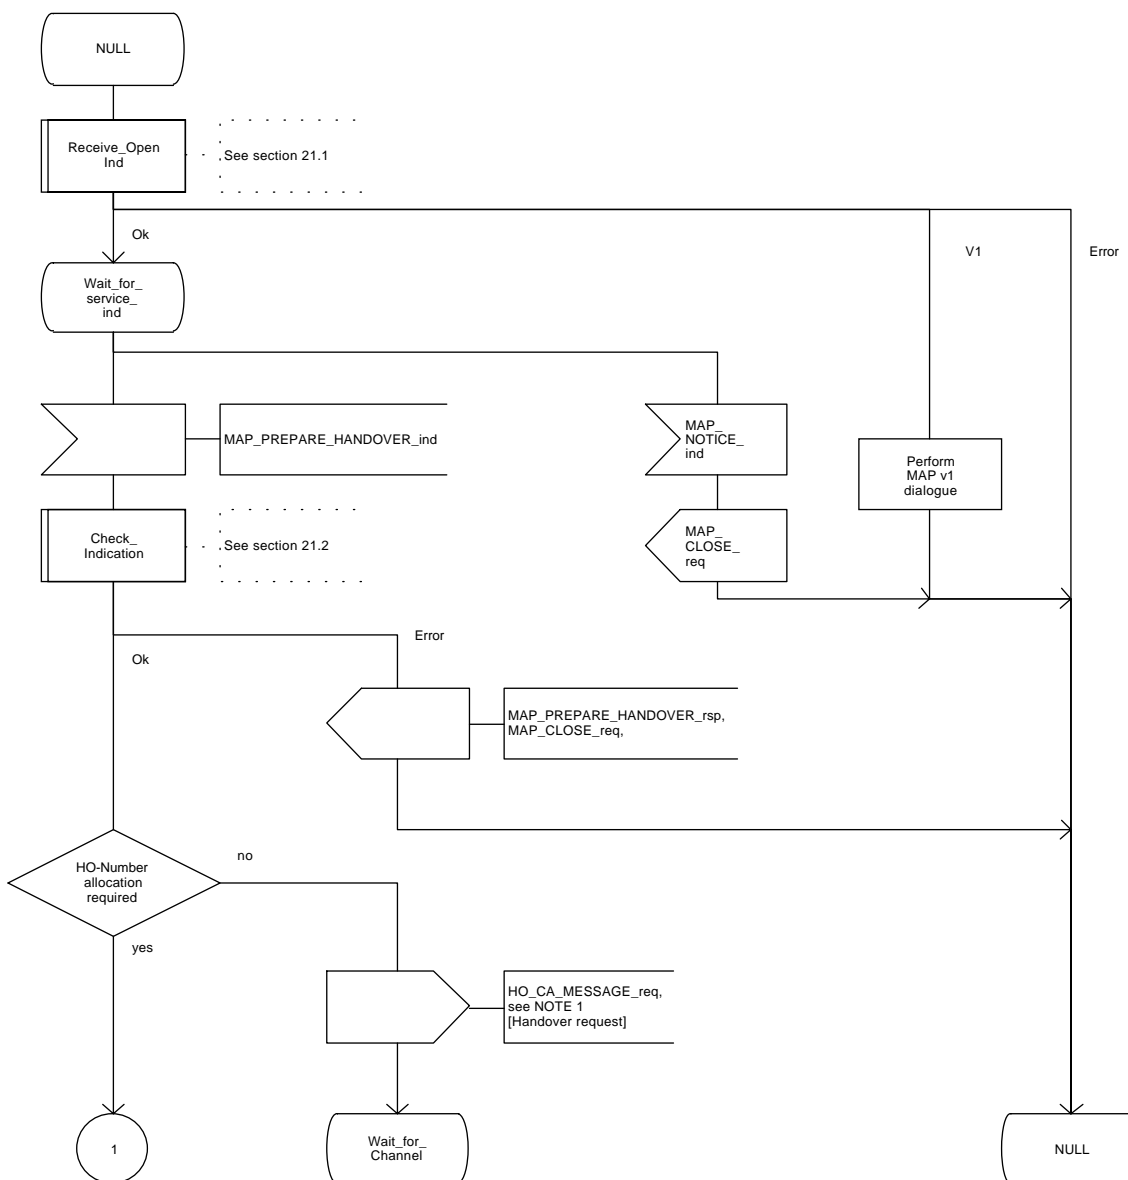 NULL
Receive_Open
Ind
See section 21.1
Ok
V1
Error
Wait_for_
service_
ind
MAP_PREPARE_HANDOVER_ind
MAP_
NOTICE_
ind
Perform
MAP v1
dialogue
Check_
Indication
See section 21.2
MAP_
CLOSE_
req
Error
Ok
MAP_PREPARE_HANDOVER_rsp,
MAP_CLOSE_req,
HO-Number
allocation
required
no
yes
HO_CA_MESSAGE_req,
see NOTE 1
[Handover request]
1
Wait_for_
Channel
NULL